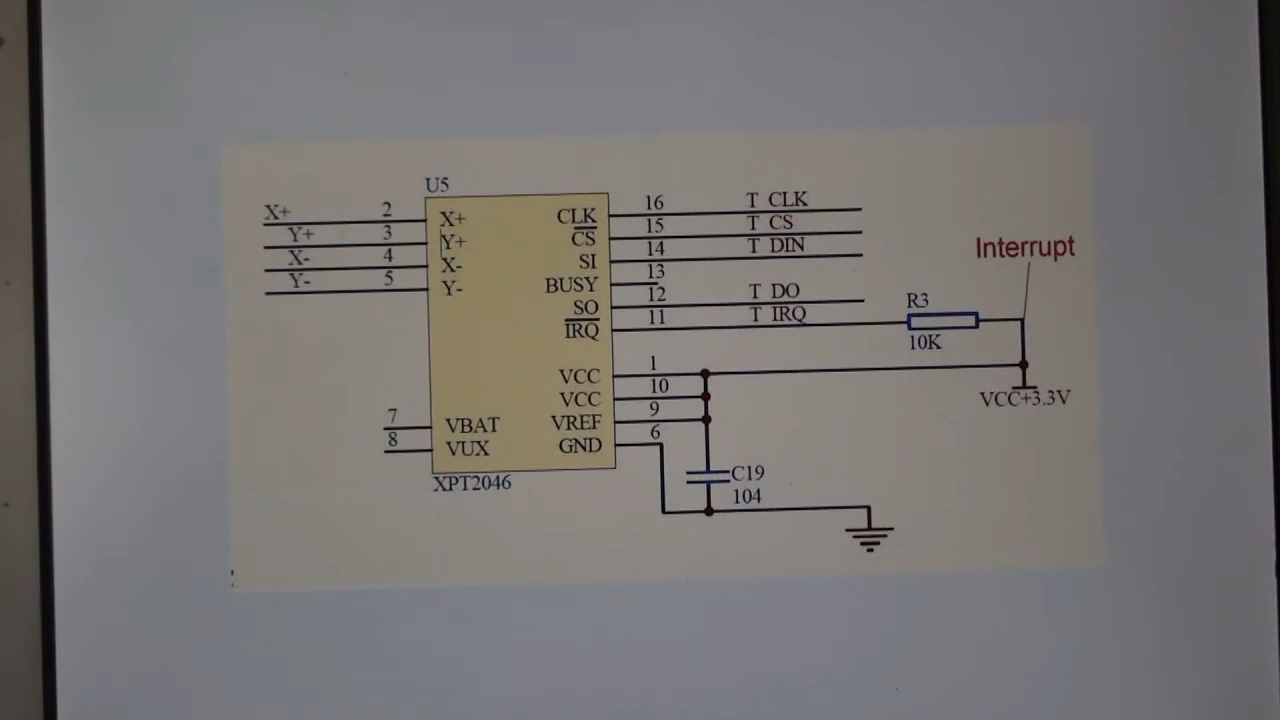 U5
X+ 2 X+ CLK 16 T CLK
Y+ 3 Y+ CS 15 T CS
X- 4 X- SI 14 T DIN
Y- 5 Y- BUSY 13
SO 12 T DO
IRQ 11 T IRQ
R3
10K
Interrupt
VCC 1
VCC 10
VCC+3.3V
7 VBAT VREF 9
8 VUX GND 6
XPT2046
C19
104